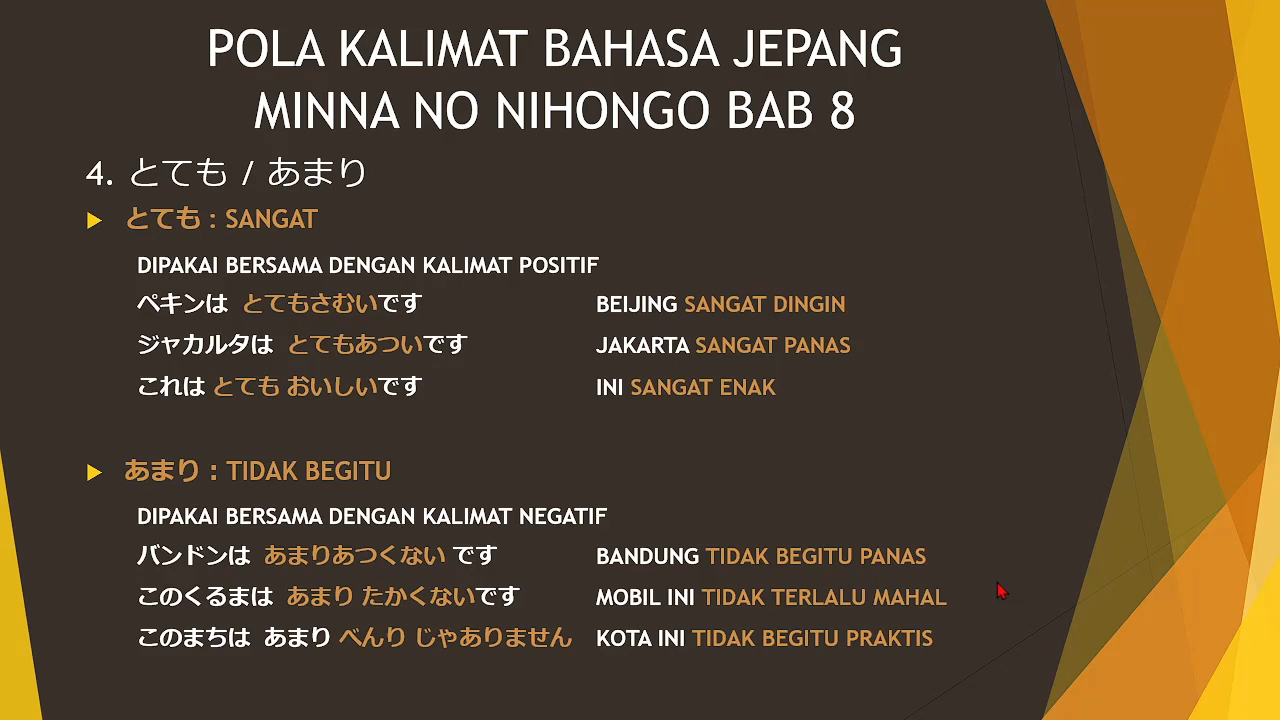 POLA KALIMAT BAHASA JEPANG
MINNA NO NIHONGO BAB 8
4. とても / あまり
とても : SANGAT
DIPAKAI BERSAMA DENGAN KALIMAT POSITIF
ペキンは とてもさむいです BEIJING SANGAT DINGIN
ジャカルタは とてもあついです JAKARTA SANGAT PANAS
これは とても おいしいです INI SANGAT ENAK
あまり : TIDAK BEGITU
DIPAKAI BERSAMA DENGAN KALIMAT NEGATIF
バンドンは あまりあつくない です BANDUNG TIDAK BEGITU PANAS
このくるまは あまり たかくないです MOBIL INI TIDAK TERLALU MAHAL
このまちは あまり べんり じゃありません KOTA INI TIDAK BEGITU PRAKTIS